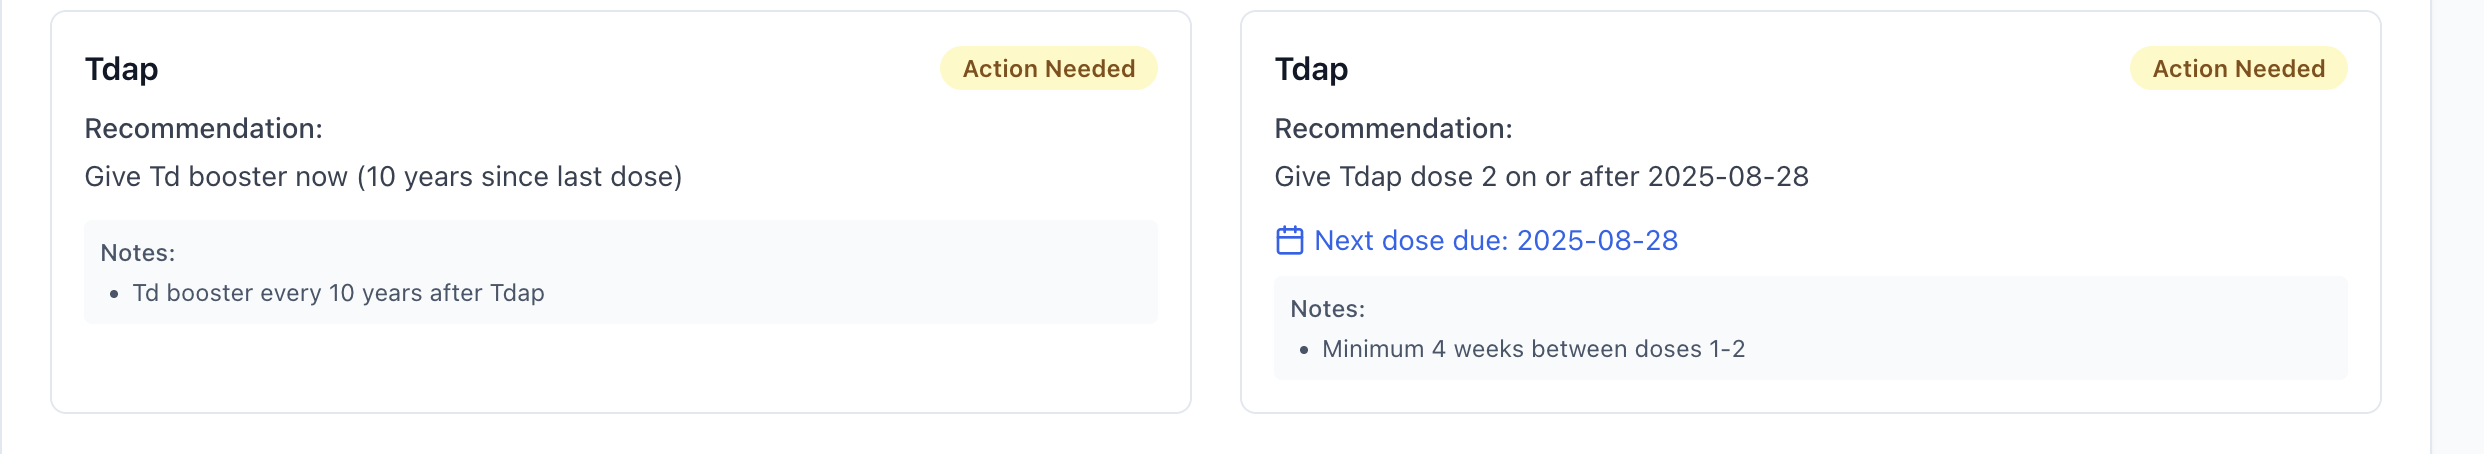 Tdap
Action Needed
Recommendation:
Give Td booster now (10 years since last dose)
Notes:
• Td booster every 10 years after Tdap
Tdap
Action Needed
Recommendation:
Give Tdap dose 2 on or after 2025-08-28
Next dose due: 2025-08-28
Notes:
• Minimum 4 weeks between doses 1-2